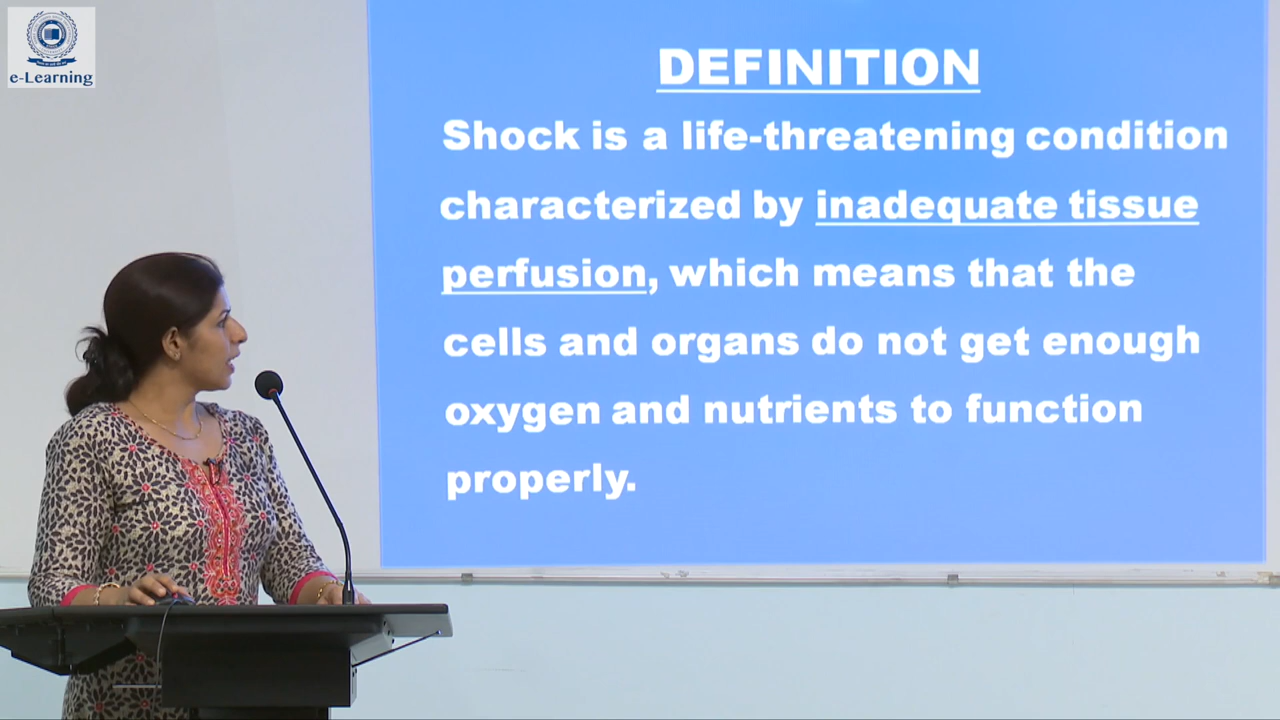 e-Learning
DEFINITION
Shock is a life-threatening condition
characterized by inadequate tissue
perfusion, which means that the
cells and organs do not get enough
oxygen and nutrients to function
properly.